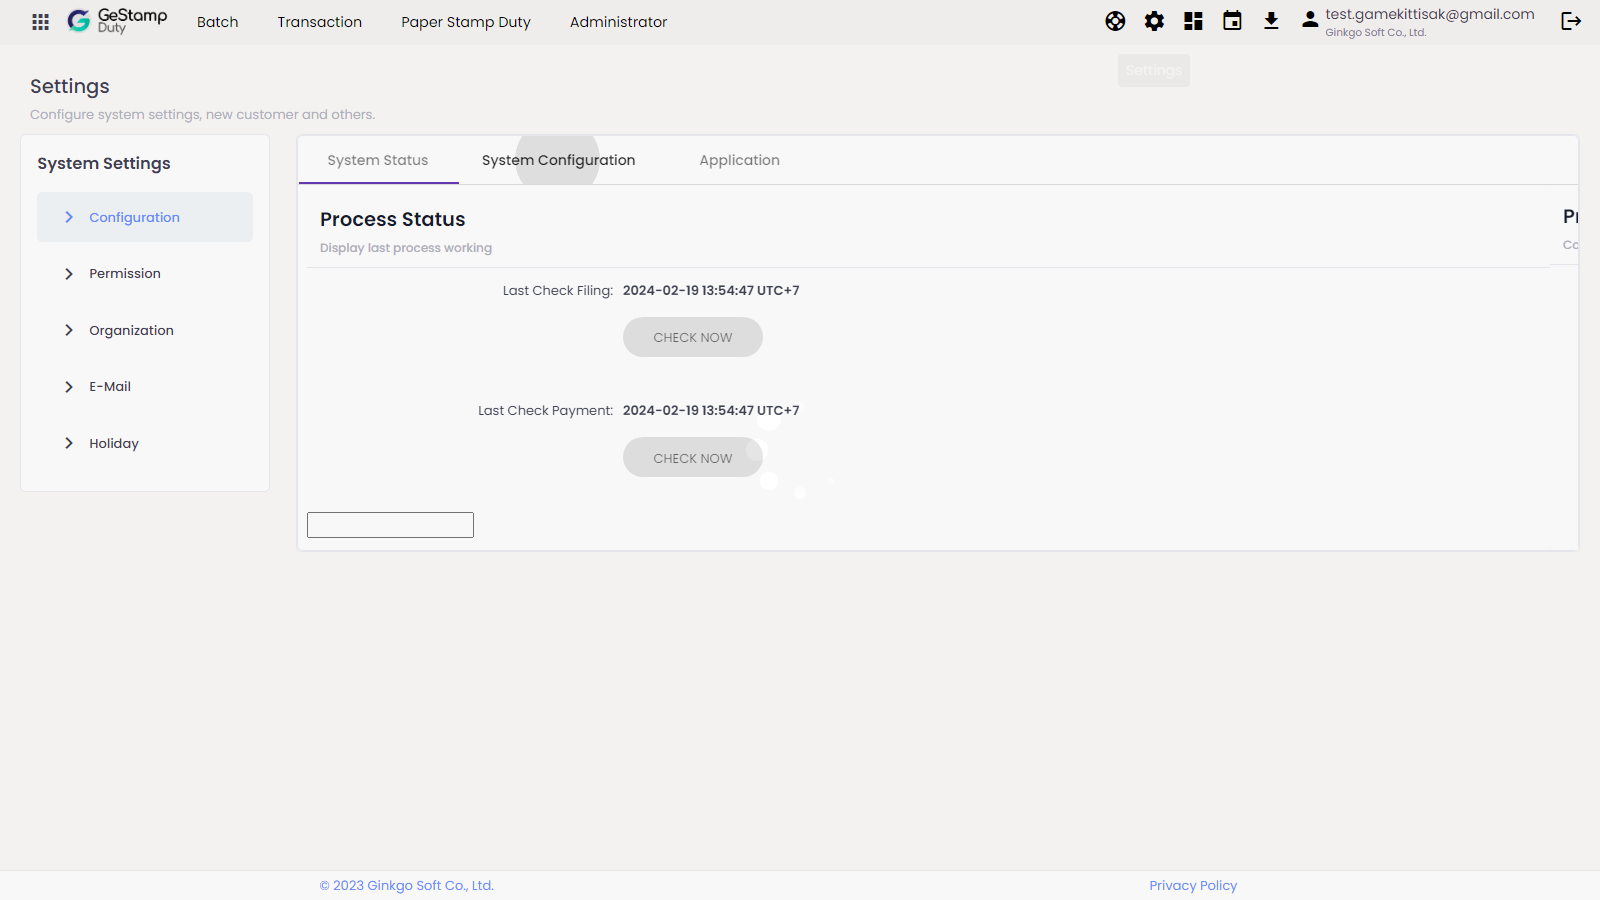 GeStamp
Duty
Batch
Transaction
Paper Stamp Duty
Administrator
test.gamekittisak@gmail.com
Ginkgo Soft Co., Ltd.
Settings
Settings
Configure system settings, new customer and others.
System Settings
Configuration
Permission
Organization
E-Mail
Holiday
System Status
System Configuration
Application
Process Status
Display last process working
Last Check Filing: 2024-02-19 13:54:47 UTC+7
CHECK NOW
Last Check Payment: 2024-02-19 13:54:47 UTC+7
CHECK NOW
© 2023 Ginkgo Soft Co., Ltd.
Privacy Policy